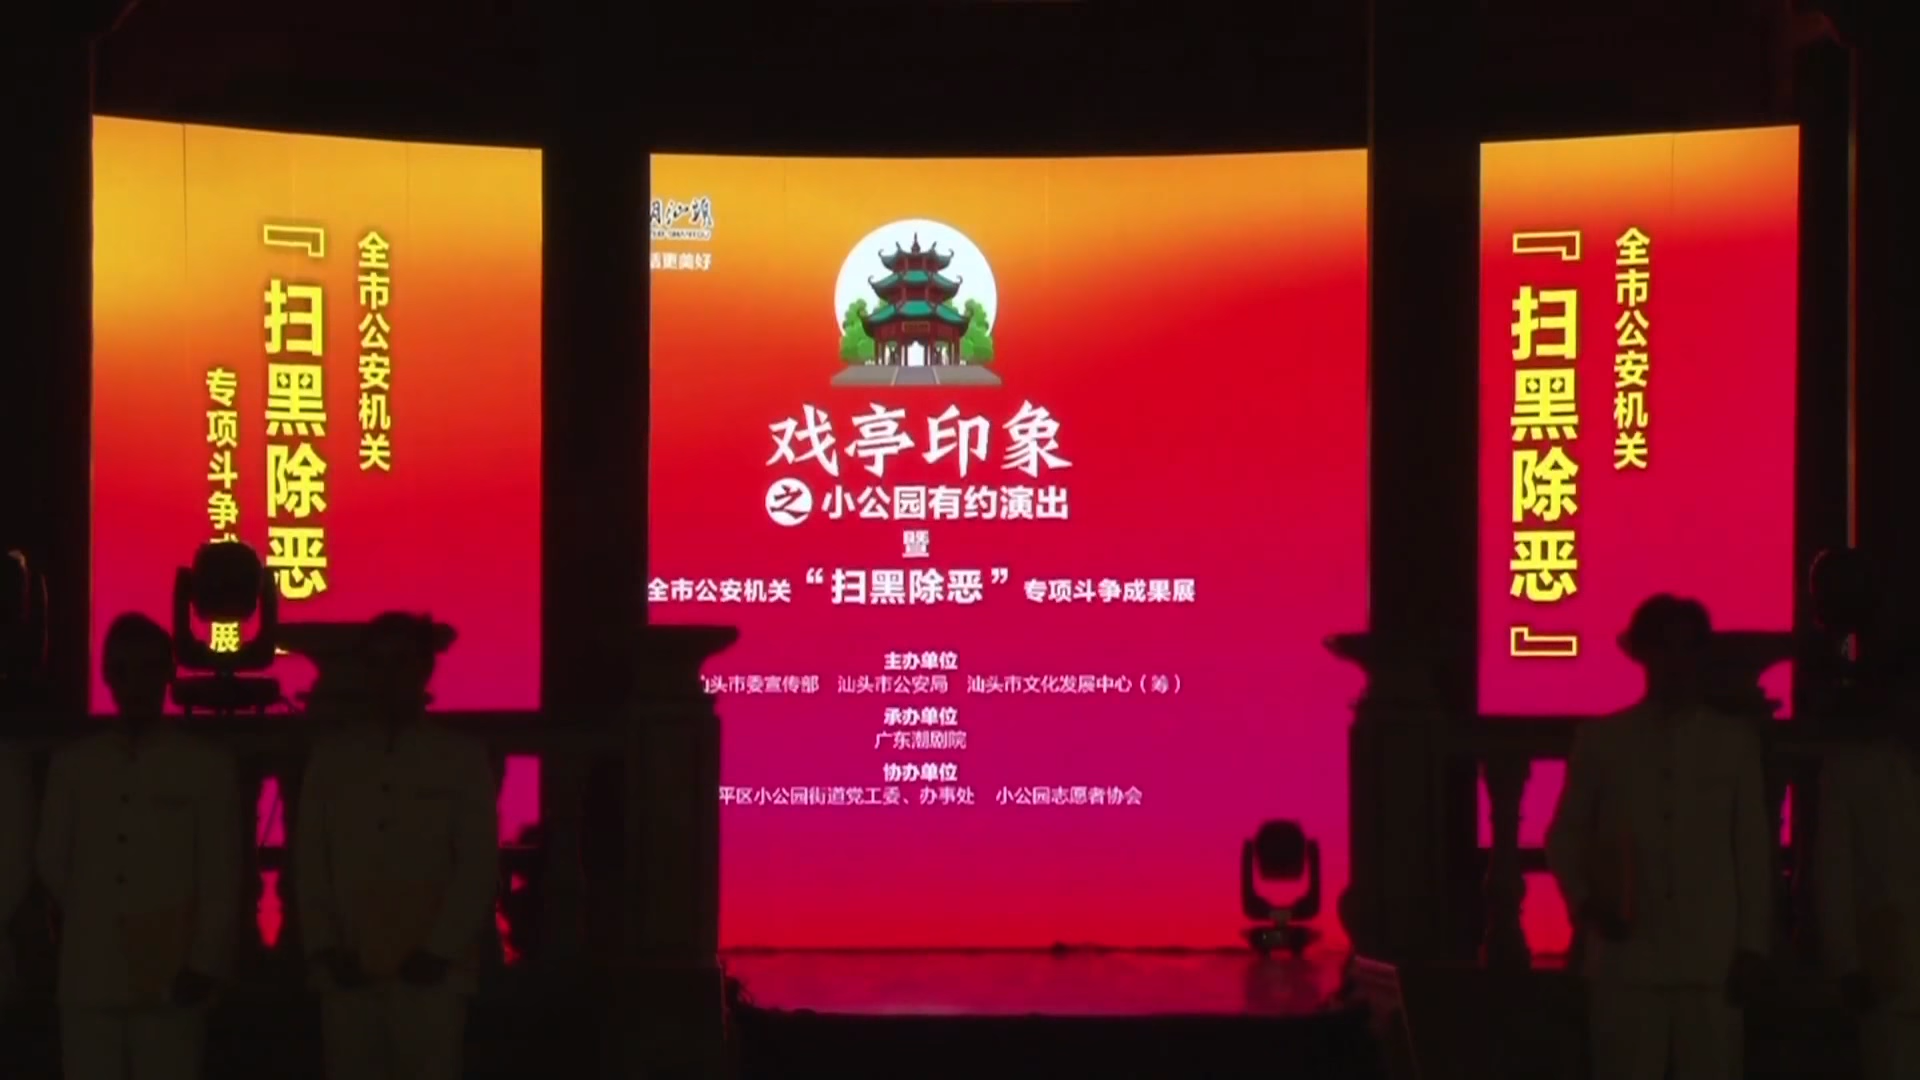 全市公安机关
『扫黑除恶
专项斗争
展
汕头
更美好
戏亭印象
之小公园有约演出
暨
全市公安机关“扫黑除恶”专项斗争成果展
主办单位
头市委宣传部 汕头市公安局 汕头市文化发展中心（筹）
承办单位
广东潮剧院
协办单位
平区小公园街道党工委、办事处 小公园志愿者协会
全市公安机关
『扫黑除恶』